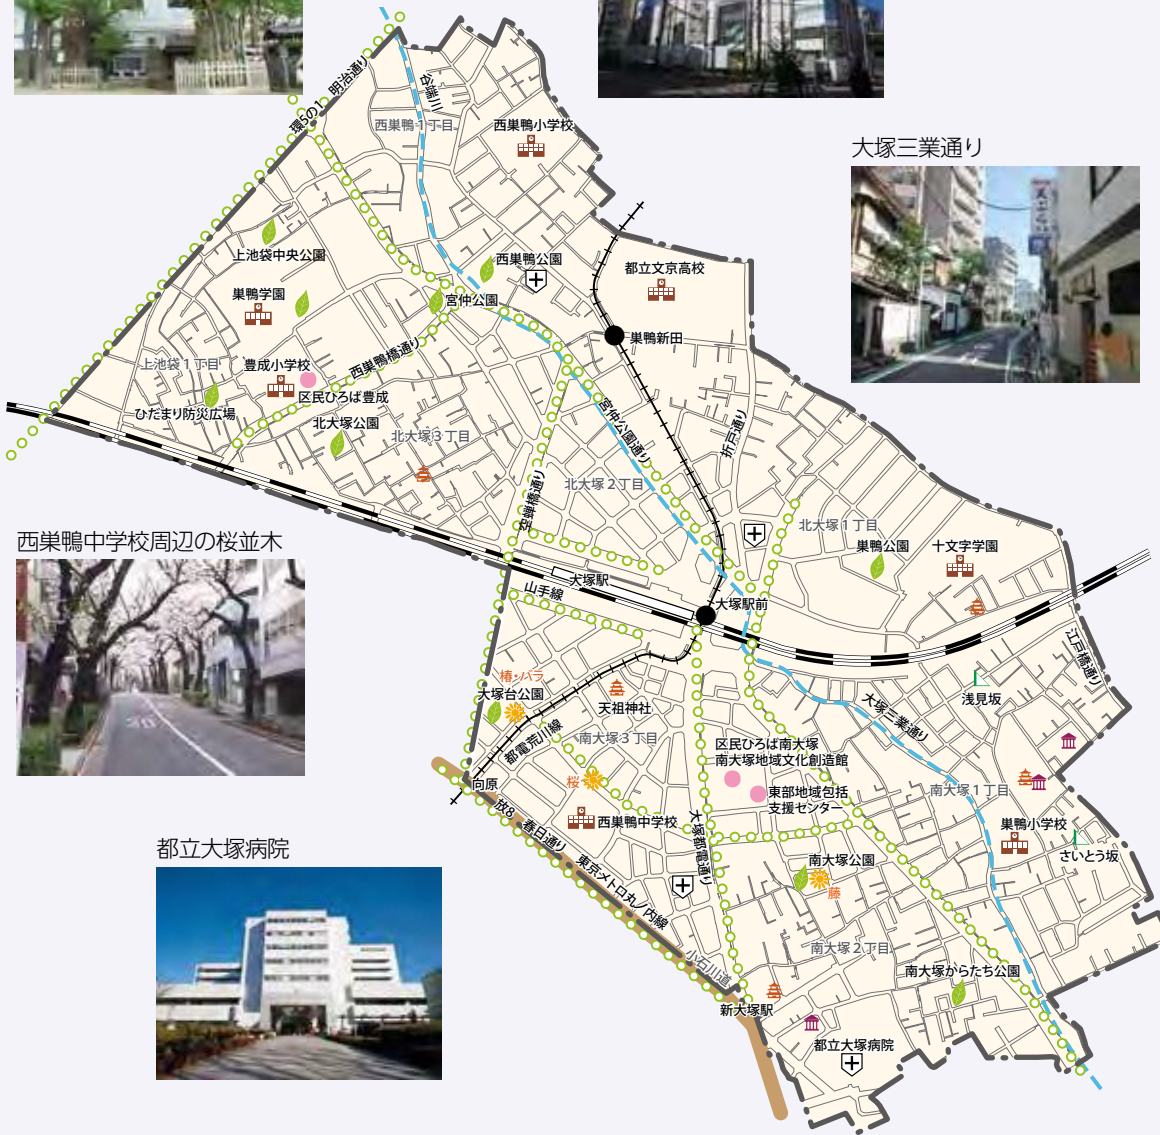 環5の1 明治通り
谷端川
西巣鴨1丁目
西巣鴨小学校
大塚三業通り
上池袋中央公園
西巣鴨公園
都立文京高校
巣鴨学園
宮仲公園
巣鴨新田
上池袋1丁目
豊成小学校
西巣鴨橋通り
区民ひろば豊成
ひだまり防災広場
北大塚公園
北大塚3丁目
宮仲公園通り
折戸通り
空蝉橋通り
北大塚2丁目
北大塚1丁目
巣鴨公園
十文字学園
西巣鴨中学校周辺の桜並木
大塚駅
山手線
大塚駅前
江戸橋通り
椿・バラ
大塚台公園
天祖神社
浅見坂
大塚三業通り
都電荒川線
南大塚3丁目
区民ひろば南大塚
南大塚地域文化創造館
桜
向原
東部地域包括
支援センター
南大塚1丁目
放8 春日通り
西巣鴨中学校
大塚都電通り
巣鴨小学校
さいとう坂
都立大塚病院
東京メトロ丸ノ内線
南大塚公園
藤
小石川道
南大塚2丁目
南大塚からたち公園
新大塚駅
都立大塚病院